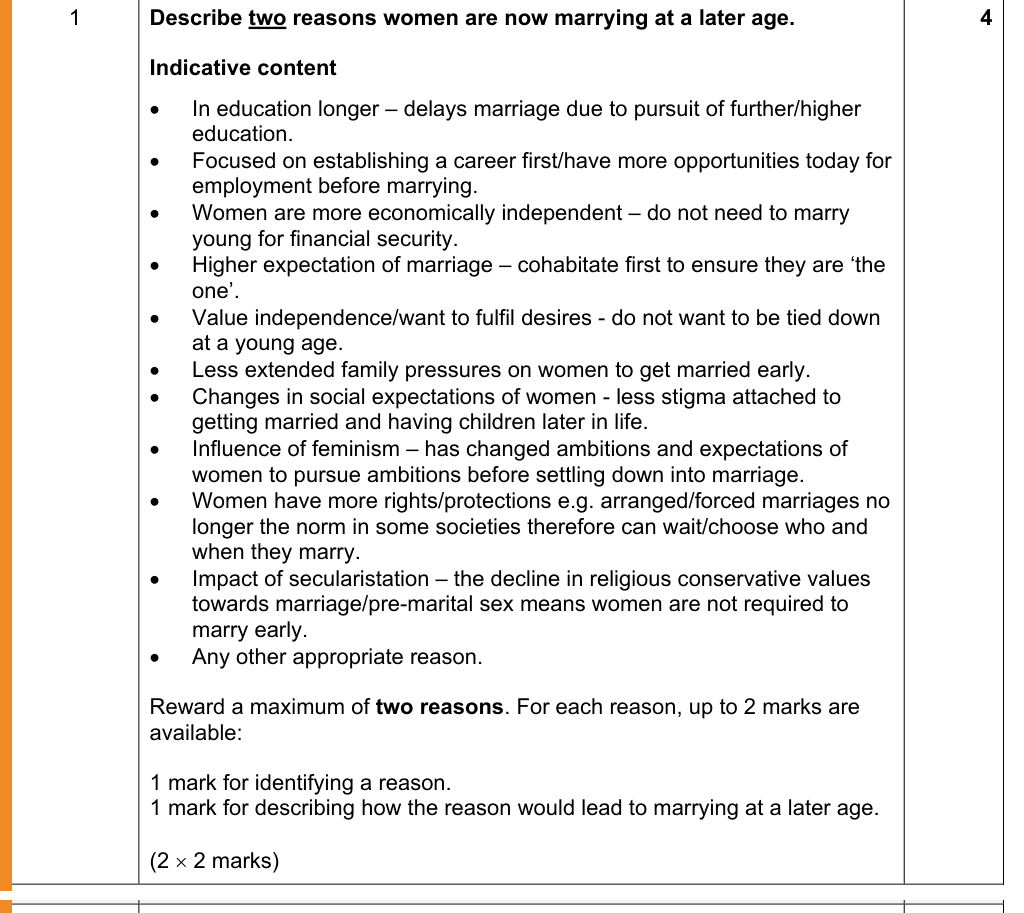 1 Describe two reasons women are now marrying at a later age. 4
Indicative content
• In education longer – delays marriage due to pursuit of further/higher
education.
• Focused on establishing a career first/have more opportunities today for
employment before marrying.
• Women are more economically independent – do not need to marry
young for financial security.
• Higher expectation of marriage – cohabitate first to ensure they are ‘the
one’.
• Value independence/want to fulfil desires - do not want to be tied down
at a young age.
• Less extended family pressures on women to get married early.
• Changes in social expectations of women - less stigma attached to
getting married and having children later in life.
• Influence of feminism – has changed ambitions and expectations of
women to pursue ambitions before settling down into marriage.
• Women have more rights/protections e.g. arranged/forced marriages no
longer the norm in some societies therefore can wait/choose who and
when they marry.
• Impact of secularistation – the decline in religious conservative values
towards marriage/pre-marital sex means women are not required to
marry early.
• Any other appropriate reason.
Reward a maximum of two reasons. For each reason, up to 2 marks are
available:
1 mark for identifying a reason.
1 mark for describing how the reason would lead to marrying at a later age.
(2 × 2 marks)